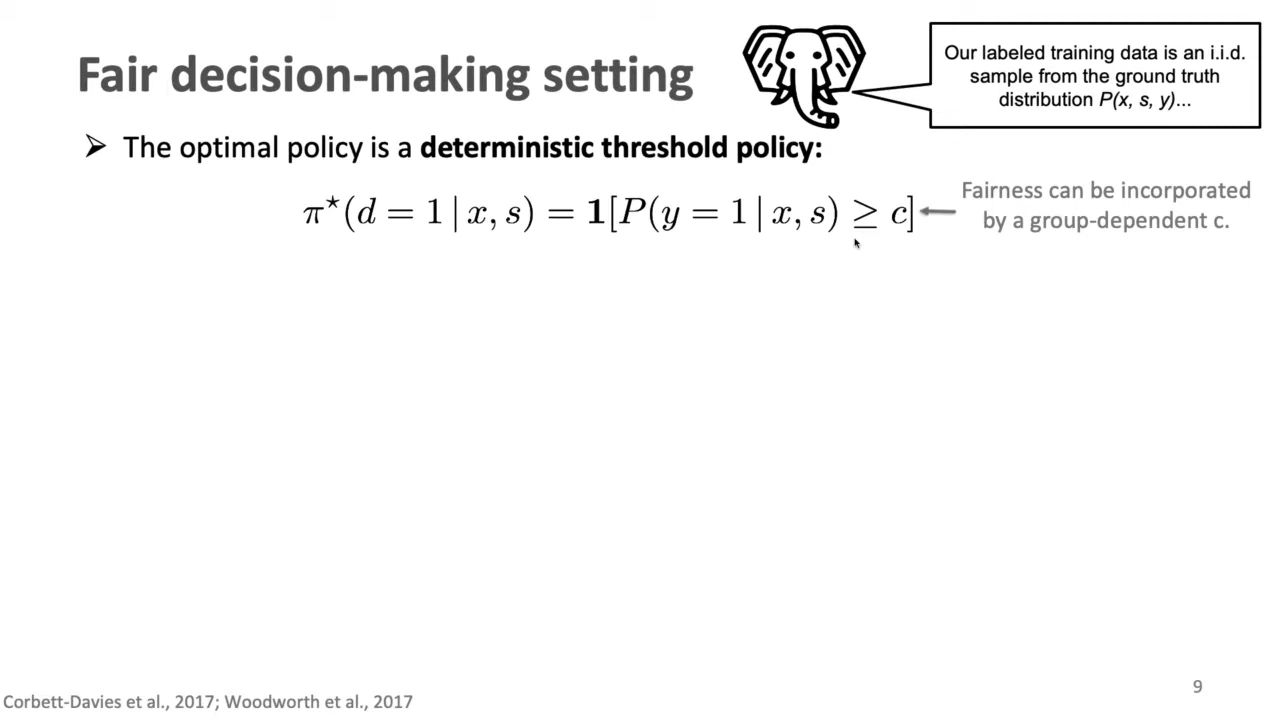 Fair decision-making setting
Our labeled training data is an i.i.d.
sample from the ground truth
distribution P(x, s, y)...
➢ The optimal policy is a deterministic threshold policy:
π⋆(d = 1 | x, s) = 1[P(y = 1 | x, s) ≥ c]
Fairness can be incorporated
by a group-dependent c.
Corbett-Davies et al., 2017; Woodworth et al., 2017
9